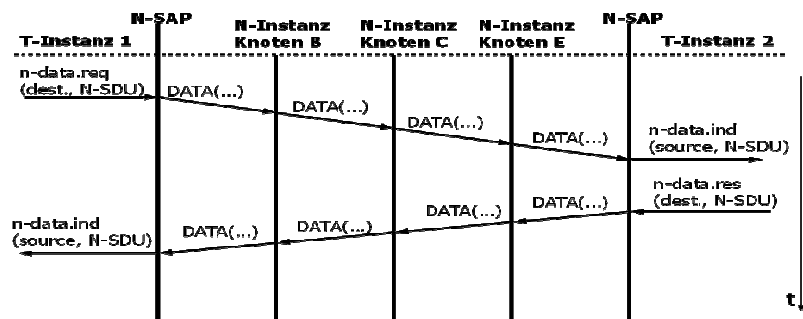 N-SAP N-Instanz N-Instanz N-Instanz N-SAP
T-Instanz 1 Knoten B Knoten C Knoten E T-Instanz 2
n-data.req
(dest., N-SDU) DATA(...)
DATA(...)
DATA(...)
DATA(...)
n-data.ind
(source, N-SDU)
n-data.res
(dest., N-SDU)
DATA(...)
DATA(...)
DATA(...)
DATA(...)
n-data.ind
(source, N-SDU)
t